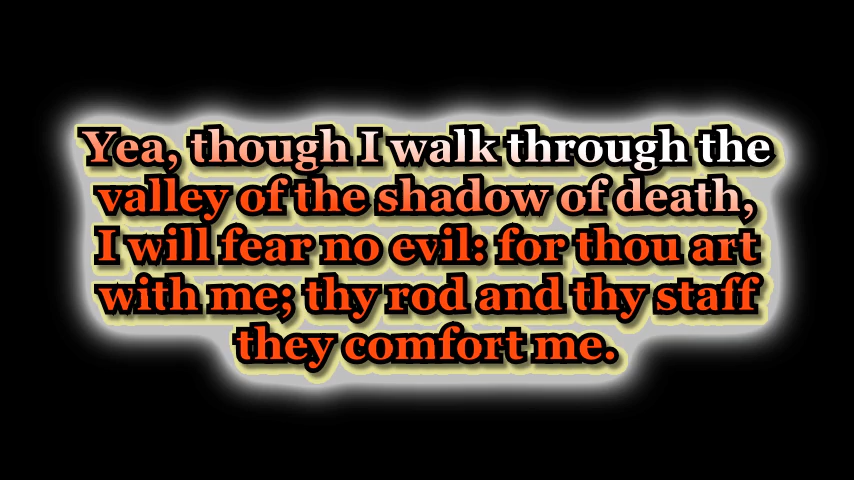 Yea, though I walk through the
valley of the shadow of death,
I will fear no evil: for thou art
with me; thy rod and thy staff
they comfort me.